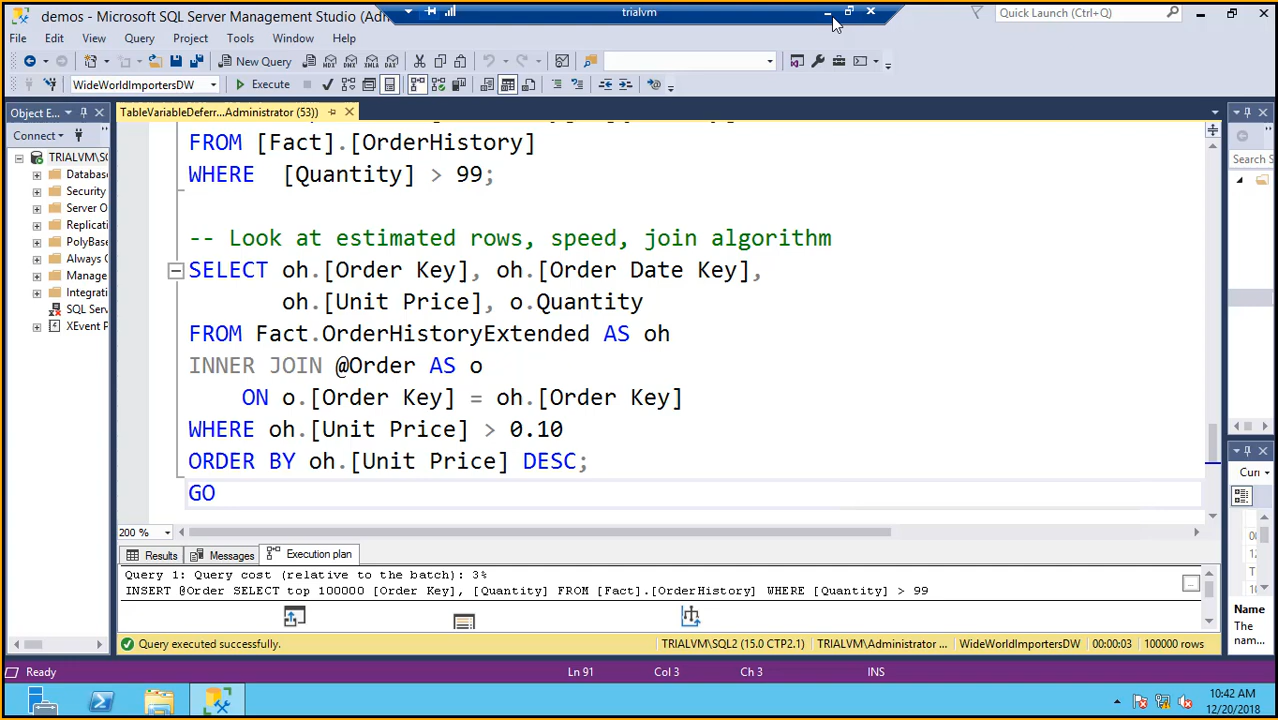 demos - Microsoft SQL Server Management Studio (Adm
trialvm
Quick Launch (Ctrl+Q)
File Edit View Query Project Tools Window Help
New Query
WideWorldImportersDW Execute
Object E...
TableVariableDeferr...Administrator (53))
Connect
TRIALVM\SQ
Databas
Security
Server O
Replicati
PolyBase
Always O
Manage
Integrati
SQL Serv
XEvent P
Search S
FROM [Fact].[OrderHistory]
WHERE  [Quantity] > 99;
-- Look at estimated rows, speed, join algorithm
SELECT oh.[Order Key], oh.[Order Date Key],
oh.[Unit Price], o.Quantity
FROM Fact.OrderHistoryExtended AS oh
INNER JOIN @Order AS o
ON o.[Order Key] = oh.[Order Key]
WHERE oh.[Unit Price] > 0.10
ORDER BY oh.[Unit Price] DESC;
GO
200 %
Results Messages Execution plan
Query 1: Query cost (relative to the batch): 3%
INSERT @Order SELECT top 100000 [Order Key], [Quantity] FROM [Fact].[OrderHistory] WHERE [Quantity] > 99
Curr
Name
The
na...
Query executed successfully.
TRIALVM\SQL2 (15.0 CTP2.1) TRIALVM\Administrator ... WideWorldImportersDW 00:00:03 100000 rows
Ready Ln 91 Col 3 Ch 3 INS
10:42 AM
12/20/2018